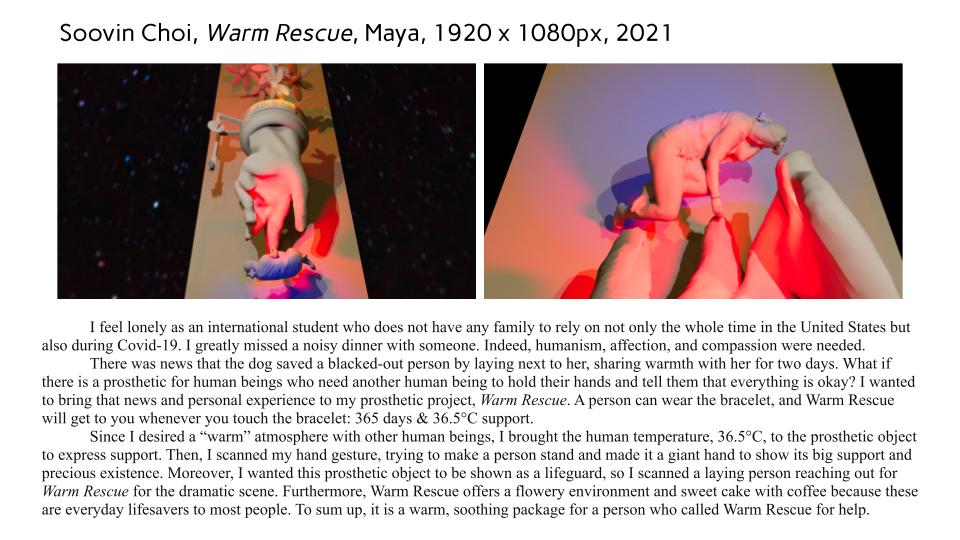 Soovin Choi, Warm Rescue, Maya, 1920 x 1080px, 2021
I feel lonely as an international student who does not have any family to rely on not only the whole time in the United States but
also during Covid-19. I greatly missed a noisy dinner with someone. Indeed, humanism, affection, and compassion were needed.
There was news that the dog saved a blacked-out person by laying next to her, sharing warmth with her for two days. What if
there is a prosthetic for human beings who need another human being to hold their hands and tell them that everything is okay? I wanted
to bring that news and personal experience to my prosthetic project, Warm Rescue. A person can wear the bracelet, and Warm Rescue
will get to you whenever you touch the bracelet: 365 days & 36.5°C support.
Since I desired a “warm” atmosphere with other human beings, I brought the human temperature, 36.5°C, to the prosthetic object
to express support. Then, I scanned my hand gesture, trying to make a person stand and made it a giant hand to show its big support and
precious existence. Moreover, I wanted this prosthetic object to be shown as a lifeguard, so I scanned a laying person reaching out for
Warm Rescue for the dramatic scene. Furthermore, Warm Rescue offers a flowery environment and sweet cake with coffee because these
are everyday lifesavers to most people. To sum up, it is a warm, soothing package for a person who called Warm Rescue for help.